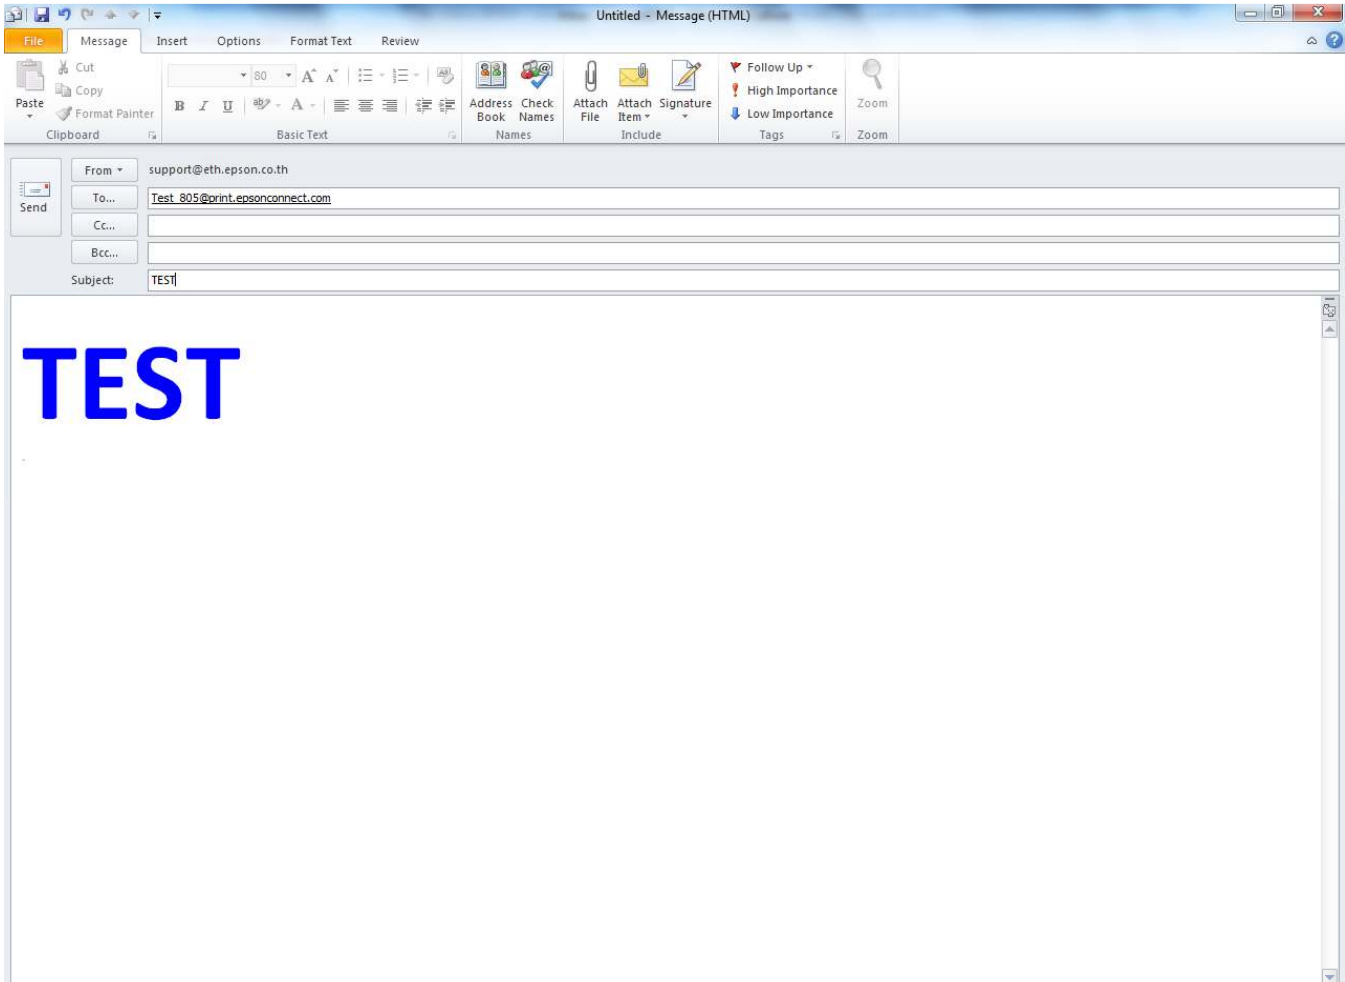 Untitled - Message (HTML)
File Message Insert Options Format Text Review
Paste
Cut
Copy
Format Painter
Clipboard
80
B I U
Basic Text
Address Book
Check Names
Names
Attach File
Attach Item
Signature
Include
Follow Up
High Importance
Low Importance
Tags
Zoom
Zoom
Send
From support@eth.epson.co.th
To... Test_805@print.epsonconnect.com
Cc...
Bcc...
Subject: TEST
TEST